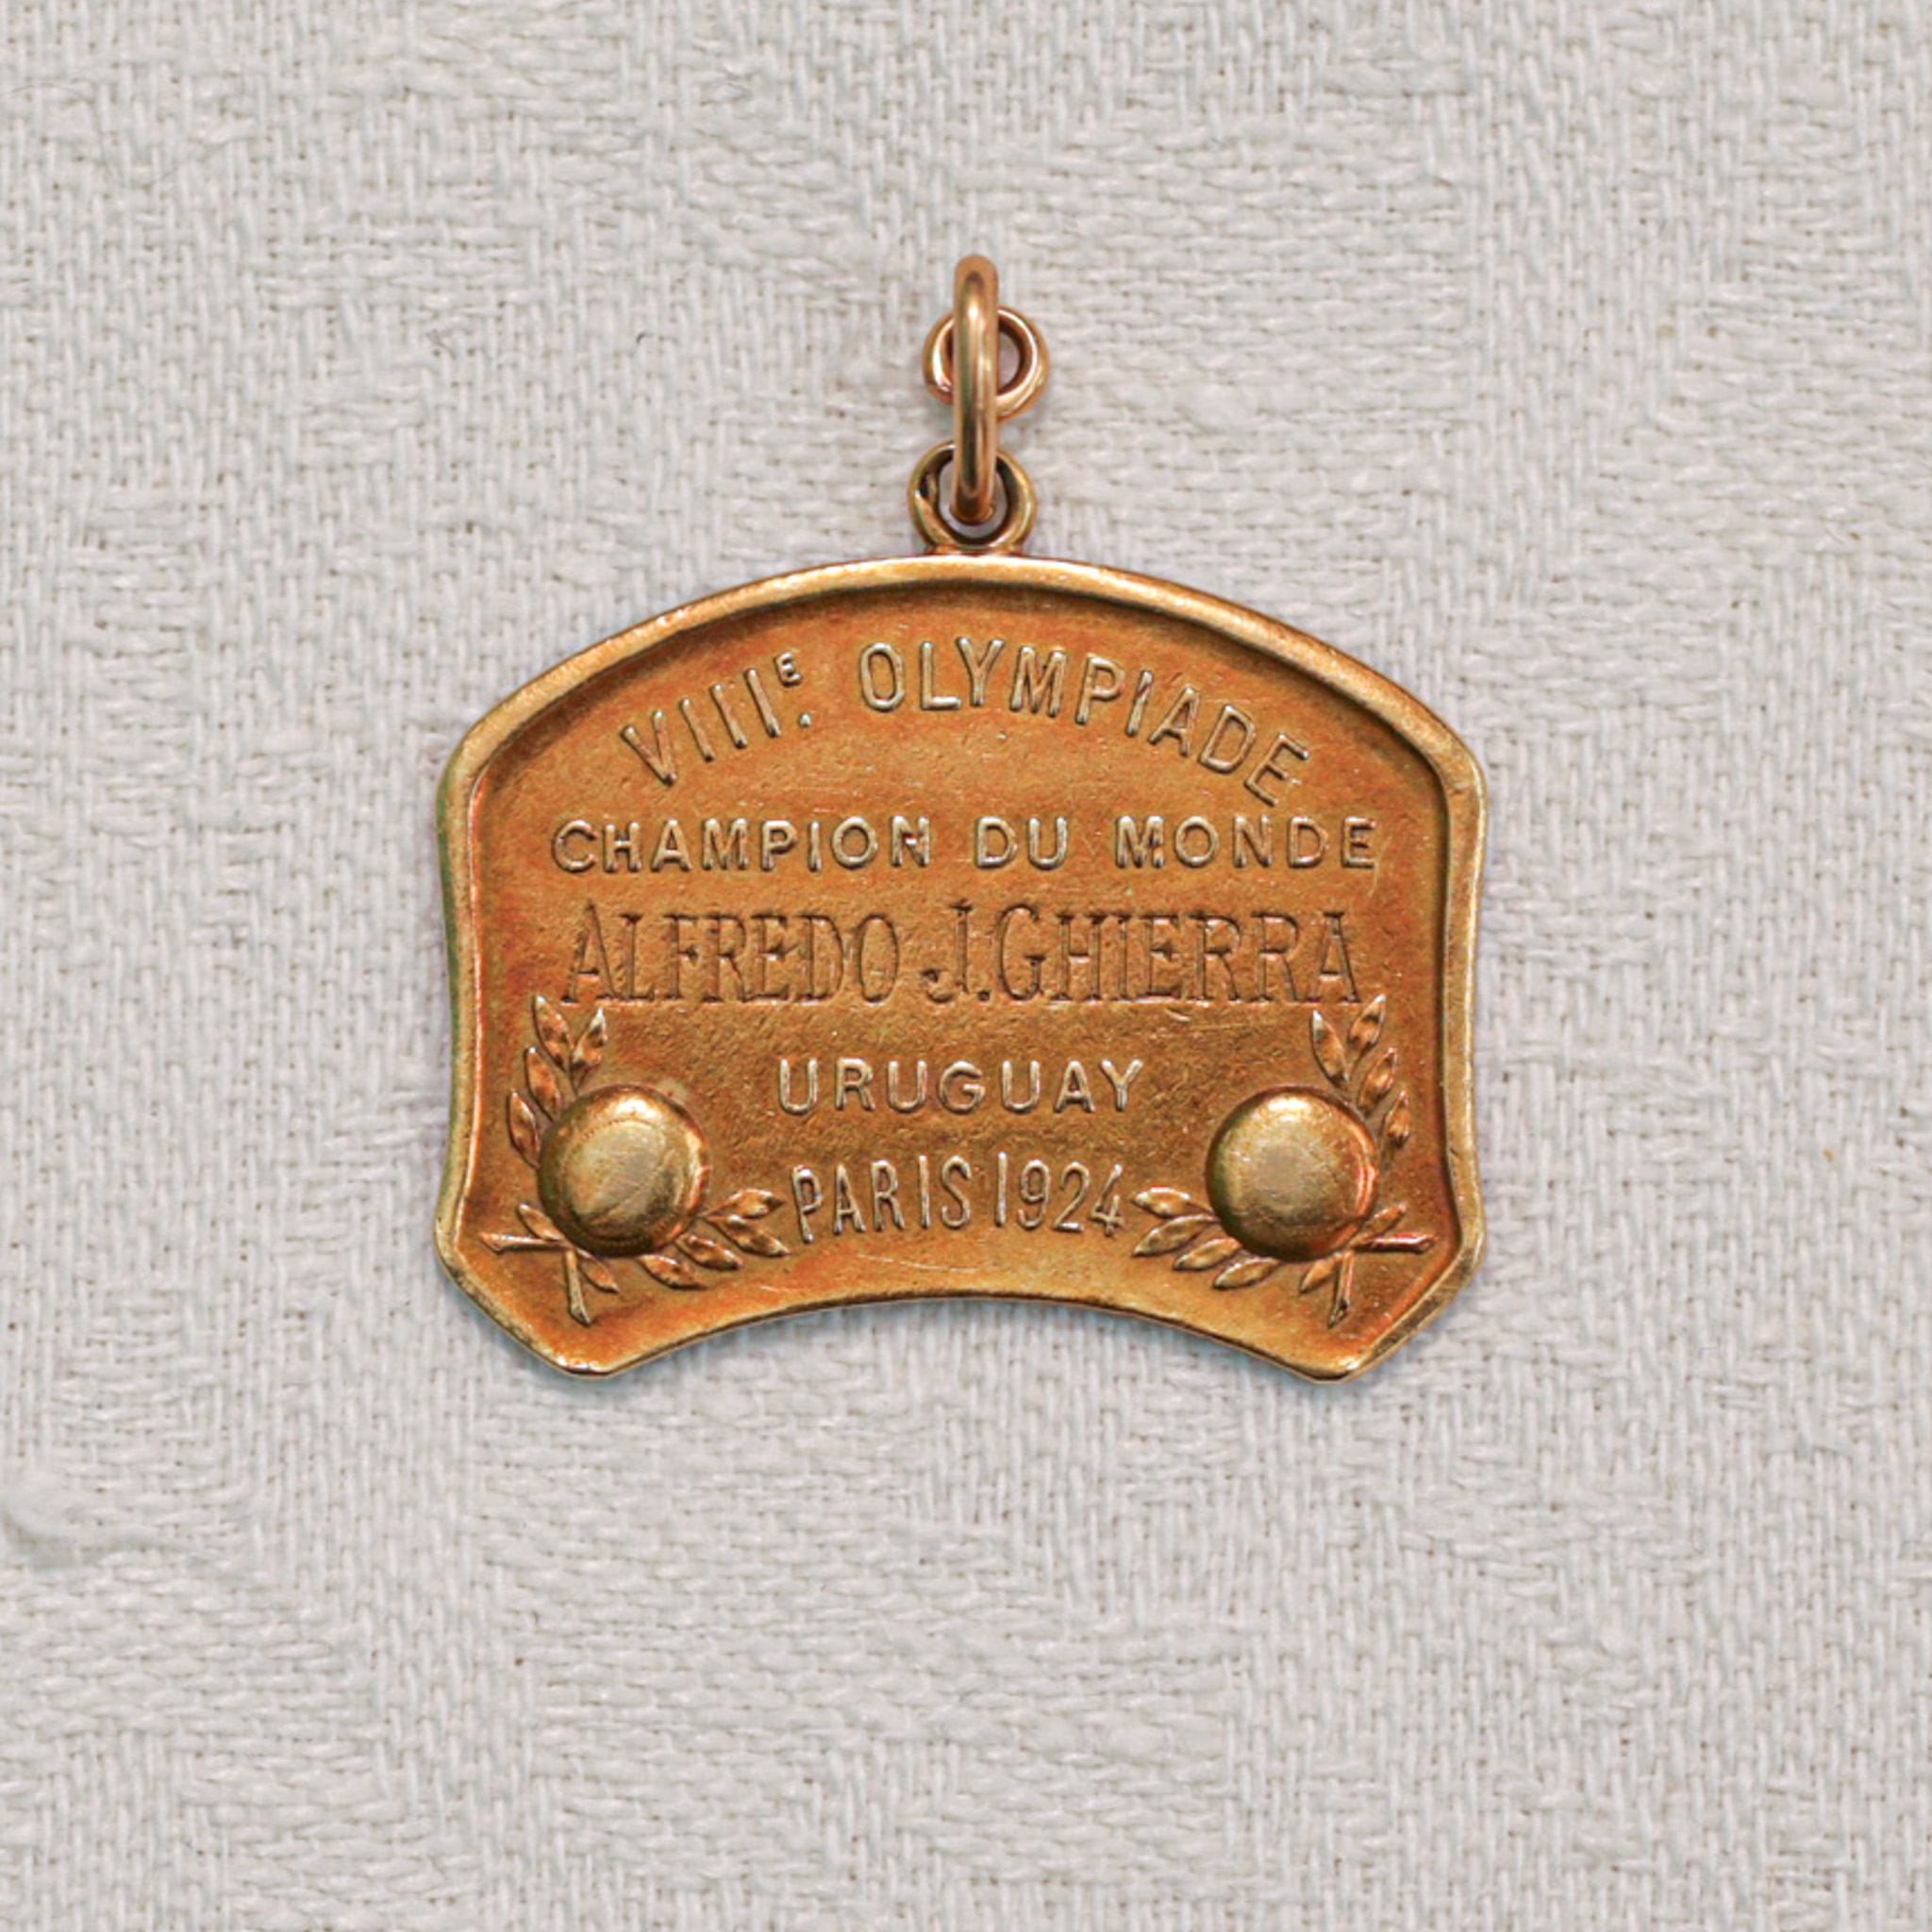 VIIIᴱ. OLYMPIADE
CHAMPION DU MONDE
ALFREDO J.GHIERRA
URUGUAY
PARIS 1924